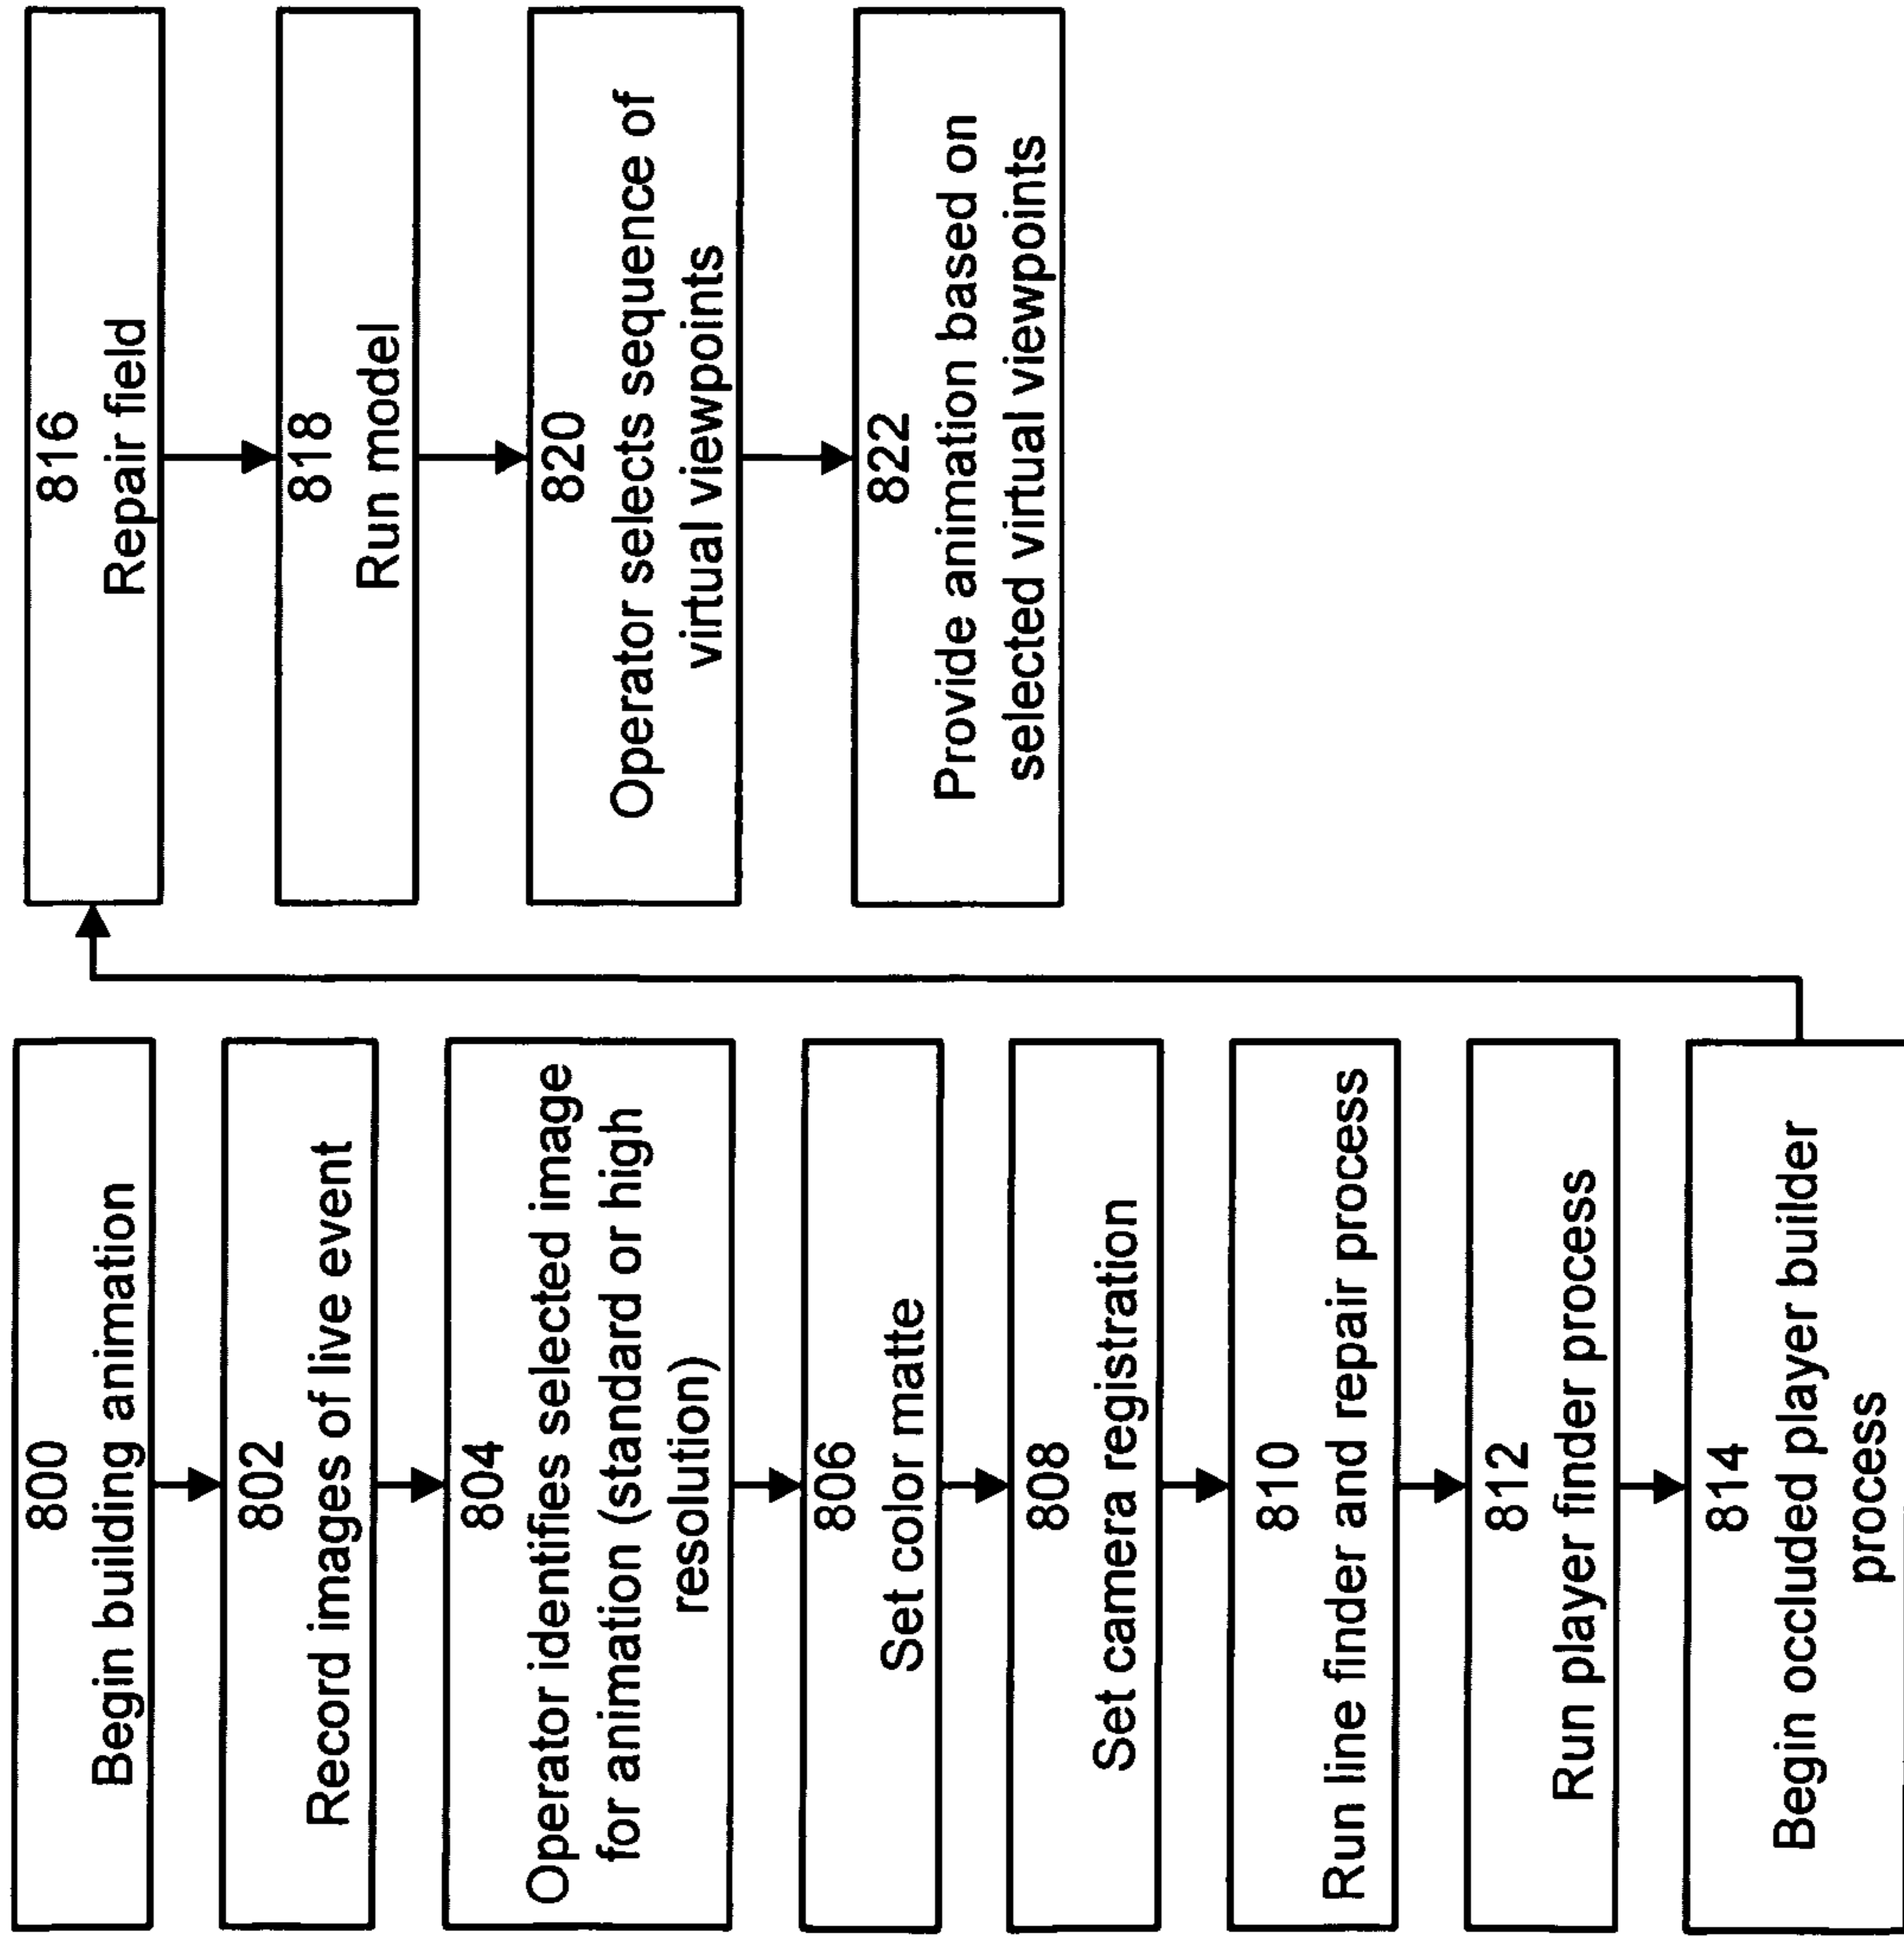 800
Begin building animation
802
Record images of live event
804
Operator identifies selected image
for animation (standard or high
resolution)
806
Set color matte
808
Set camera registration
810
Run line finder and repair process
812
Run player finder process
814
Begin occluded player builder
process
816
Repair field
818
Run model
820
Operator selects sequence of
virtual viewpoints
822
Provide animation based on
selected virtual viewpoints